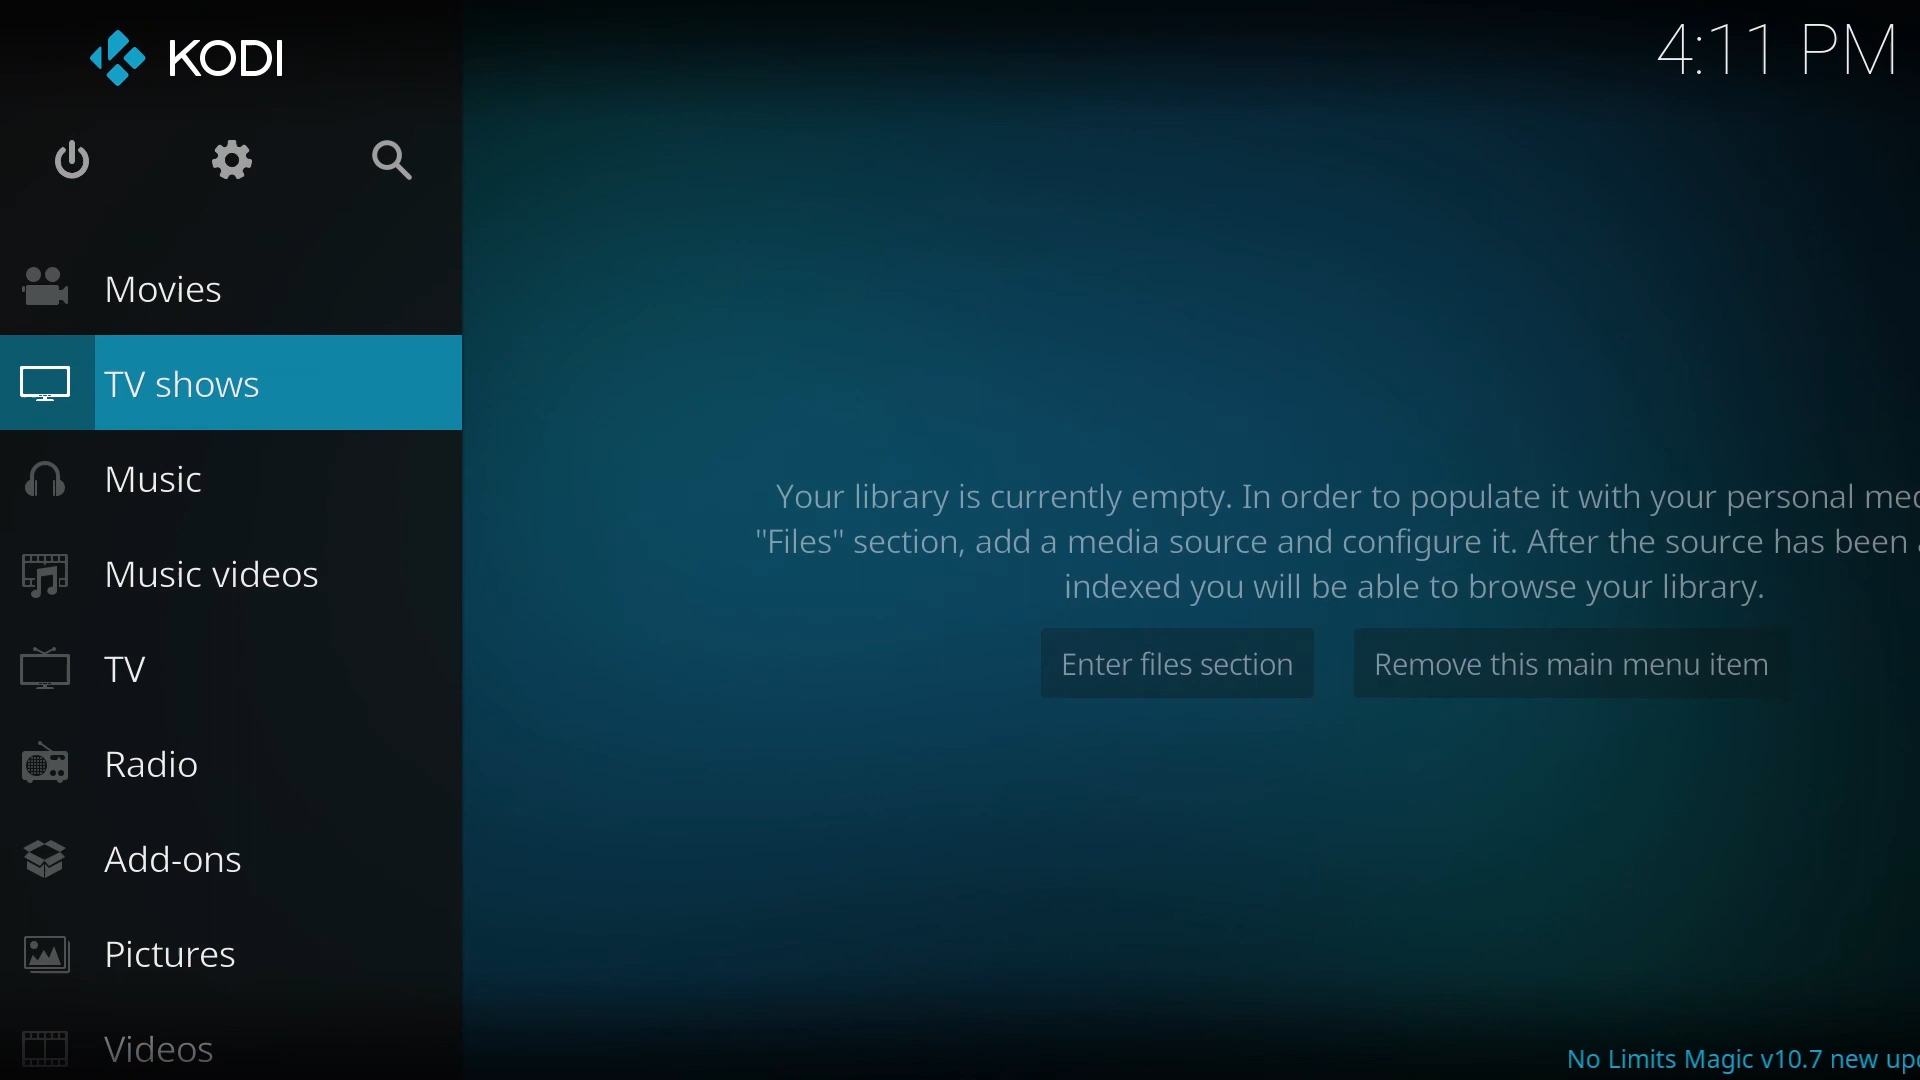 KODI
4:11 PM
Movies
TV shows
Music
Music videos
TV
Radio
Add-ons
Pictures
Videos
Your library is currently empty. In order to populate it with your personal
"Files" section, add a media source and configure it. After the source has been
indexed you will be able to browse your library.
Enter files section
Remove this main menu item
No Limits Magic v10.7 new